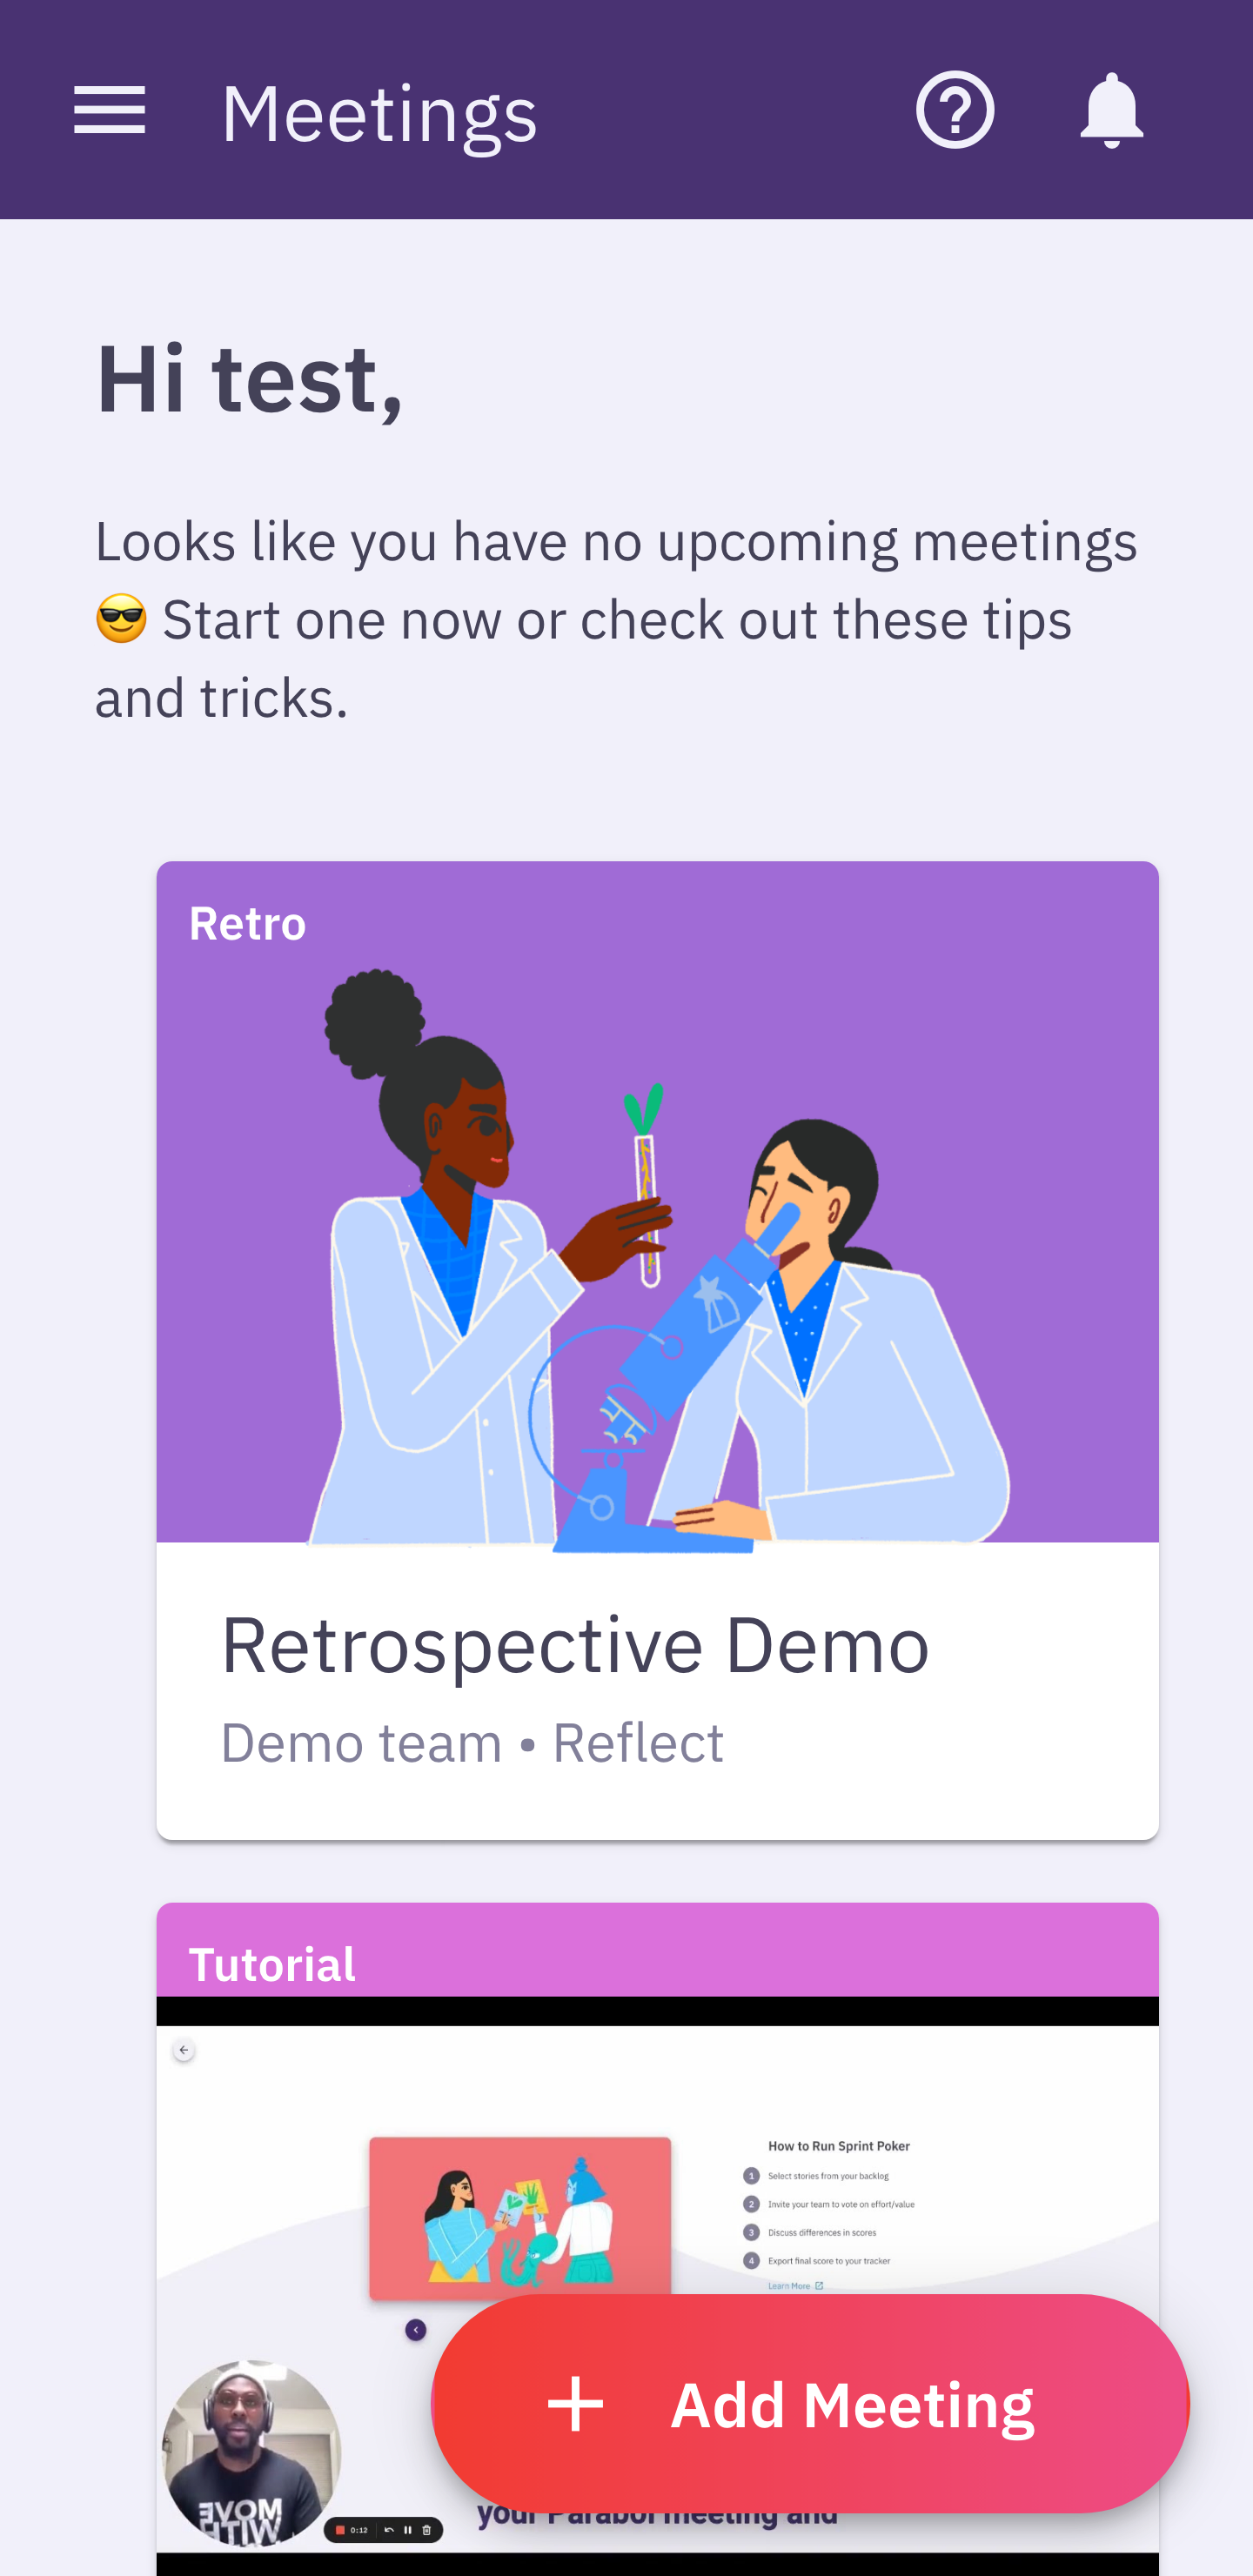 Meetings
Hi test,
Looks like you have no upcoming meetings
😎 Start one now or check out these tips
and tricks.
Retro
Retrospective Demo
Demo team • Reflect
Tutorial
How to Run Sprint Poker
1 Select stories from your backlog
2 Invite your team to vote on effort/value
3 Discuss differences in scores
4 Export final score to your tracker
Learn More
+ Add Meeting
your Parabol meeting and
MOVE
WITH
0:12